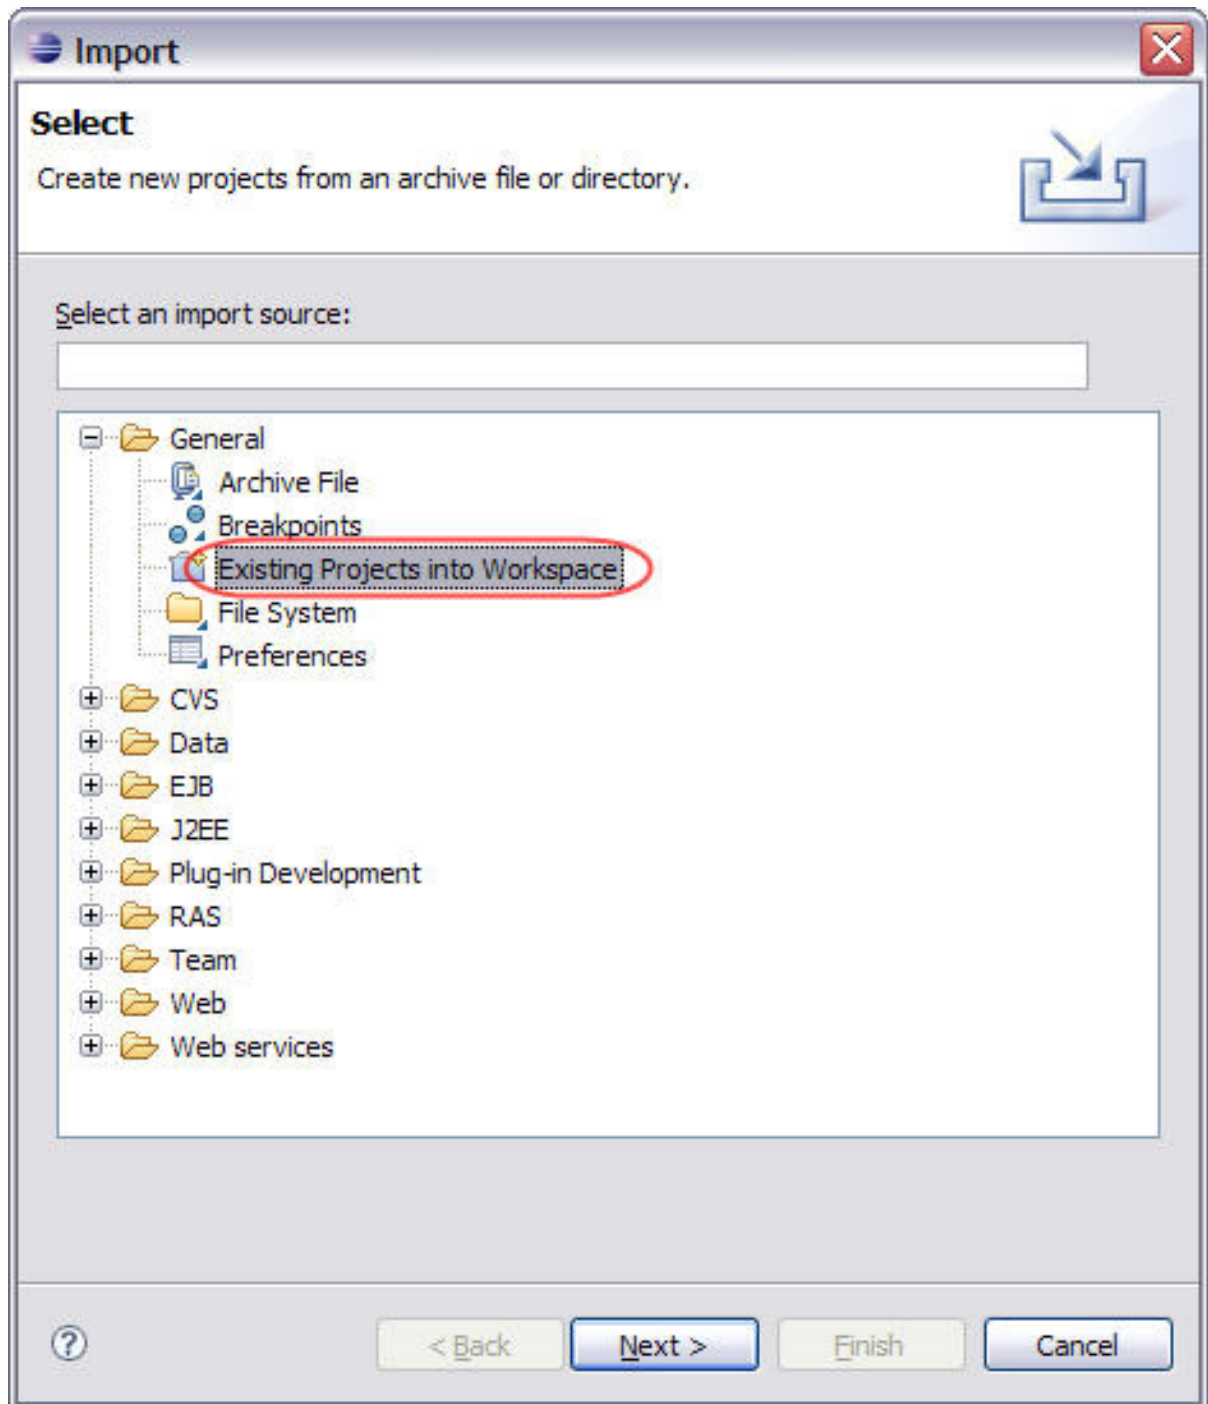 Import
Select
Create new projects from an archive file or directory.
Select an import source:
General
Archive File
Breakpoints
Existing Projects into Workspace
File System
Preferences
CVS
Data
EJB
J2EE
Plug-in Development
RAS
Team
Web
Web services
< Back Next > Finish Cancel